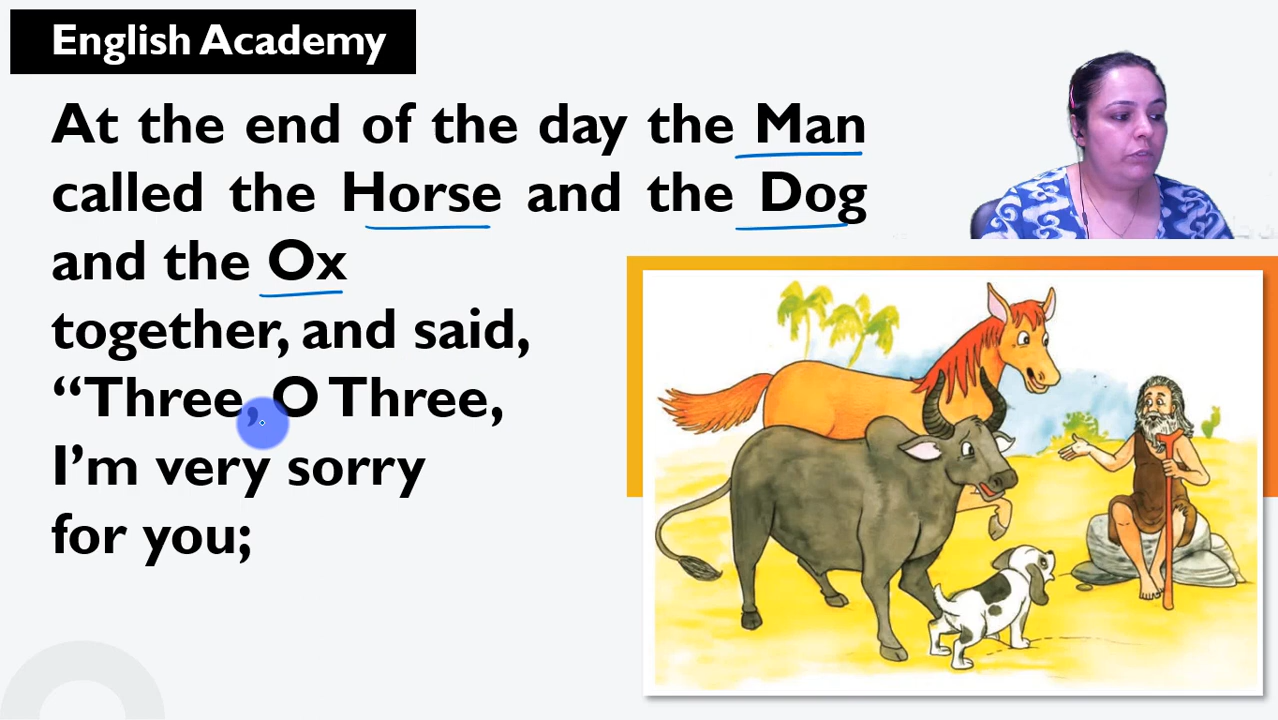 English Academy
At the end of the day the Man
called the Horse and the Dog
and the Ox
together, and said,
“Three, O Three,
I’m very sorry
for you;